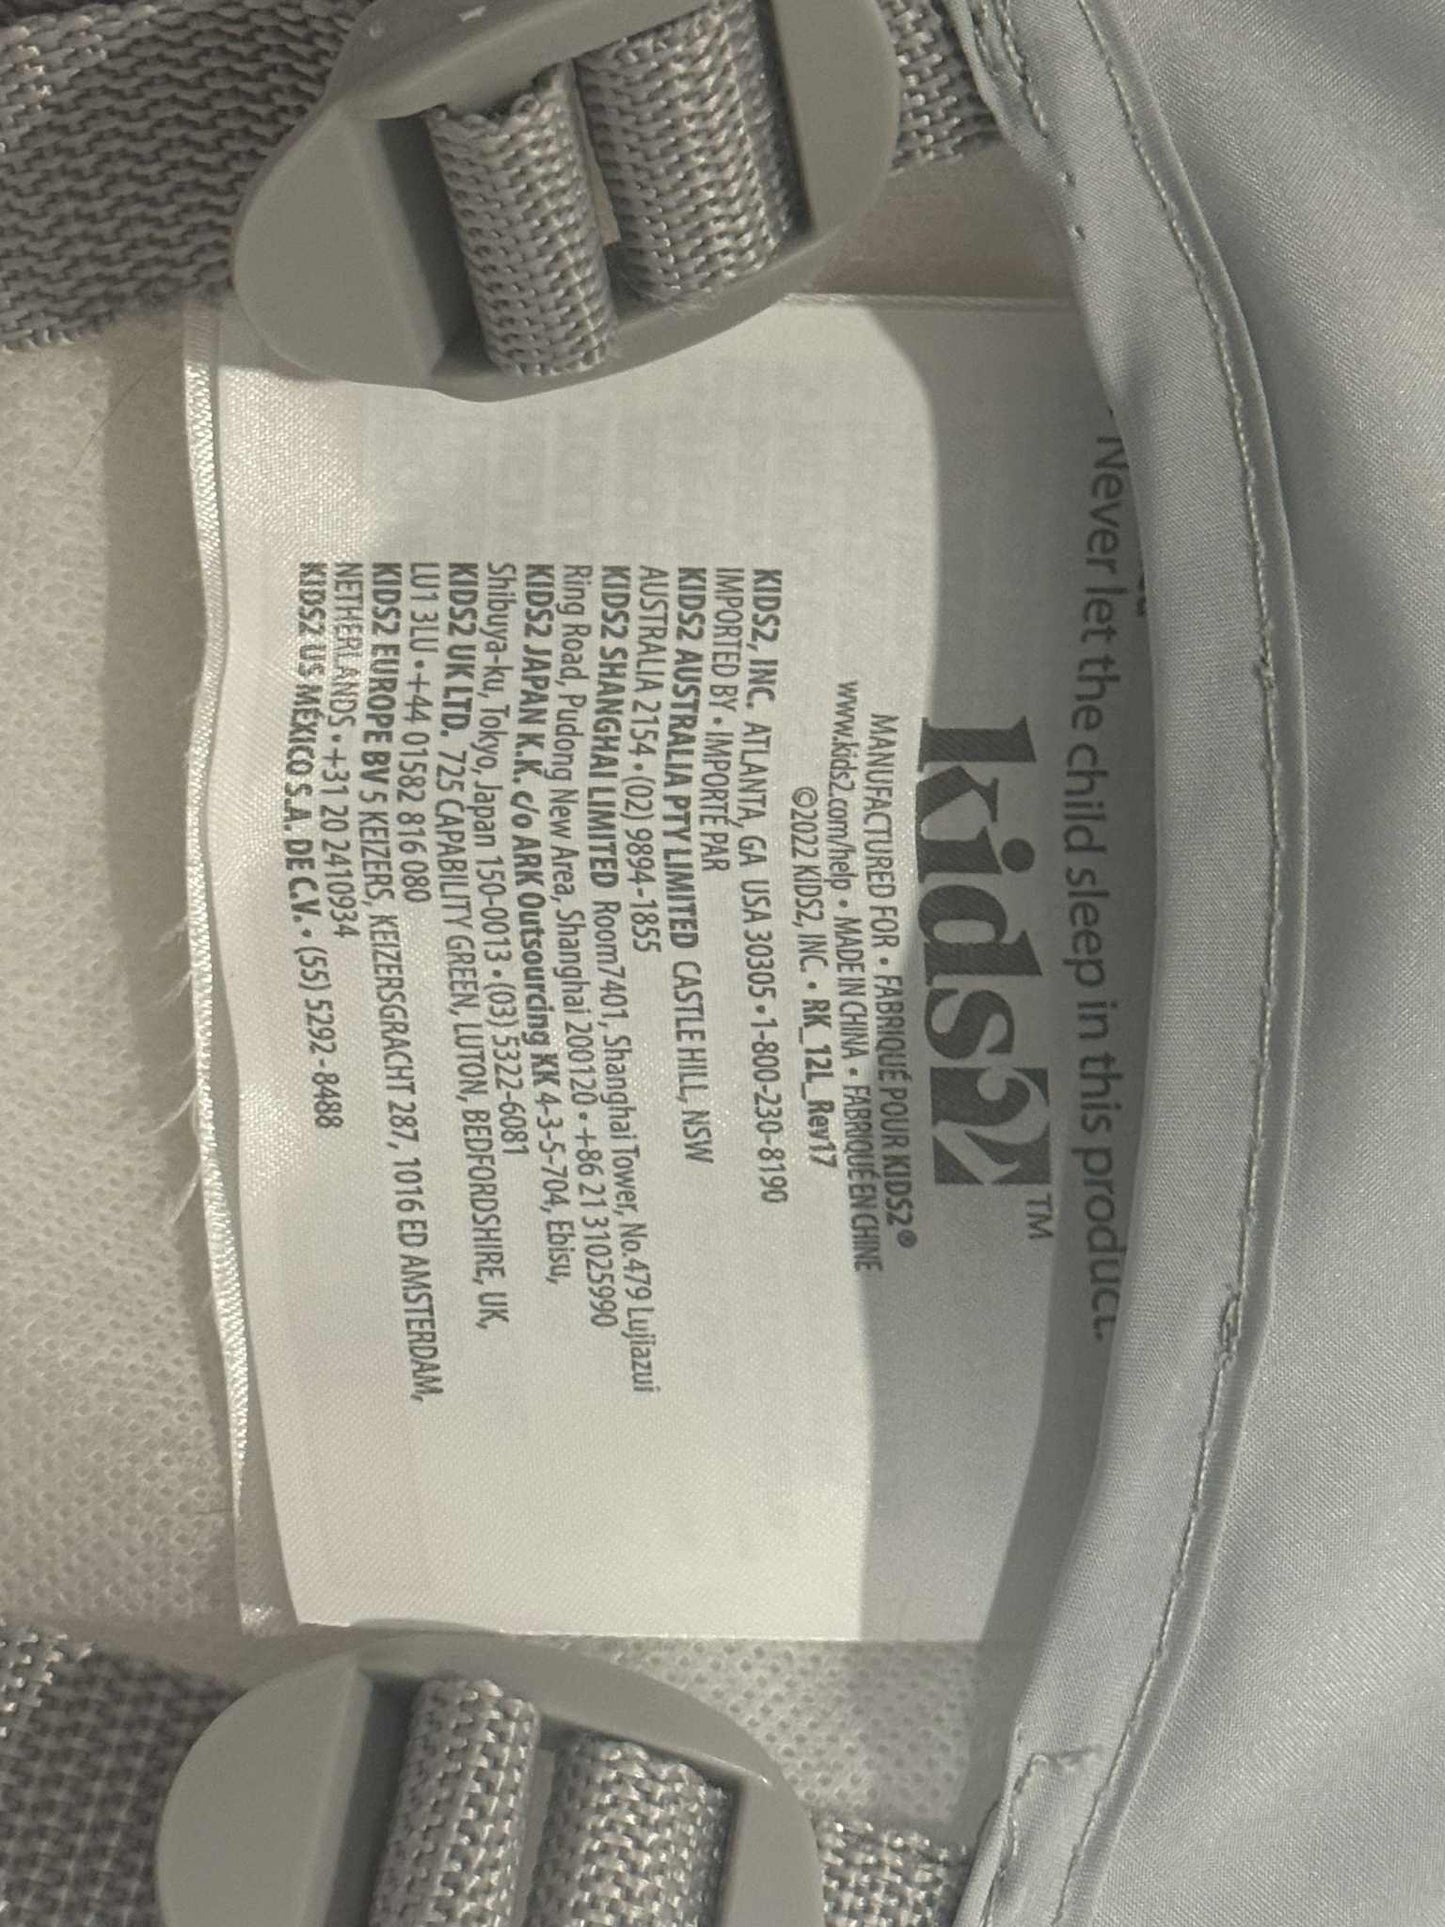 Never let the child sleep in this product.
kids2™
MANUFACTURED FOR • FABRIQUÉ POUR KIDS2®
www.kids2.com/help • MADE IN CHINA • FABRIQUÉ EN CHINE
©2022 KIDS2, INC. • RK_12L_Rev17
KIDS2, INC. ATLANTA, GA USA 30305 • 1-800-230-8190
IMPORTED BY • IMPORTÉ PAR
KIDS2 AUSTRALIA PTY LIMITED CASTLE HILL, NSW
AUSTRALIA 2154 • (02) 9894-1855
KIDS2 SHANGHAI LIMITED Room7401, Shanghai Tower, No.479 Lujiazui
Ring Road, Pudong New Area, Shanghai 200120 • +86 21 31025990
KIDS2 JAPAN K.K. c/o ARK Outsourcing KK 4-3-5-704, Ebisu,
Shibuya-ku, Tokyo, Japan 150-0013 • (03) 5322-6081
KIDS2 UK LTD. 725 CAPABILITY GREEN, LUTON, BEDFORDSHIRE, UK,
LU1 3LU • +44 01582 816 080
KIDS2 EUROPE BV 5 KEIZERS, KEIZERSGRACHT 287, 1016 ED AMSTERDAM,
NETHERLANDS • +31 20 2410934
KIDS2 US MÉXICO S.A. DE C.V. • (55) 5292 - 8488